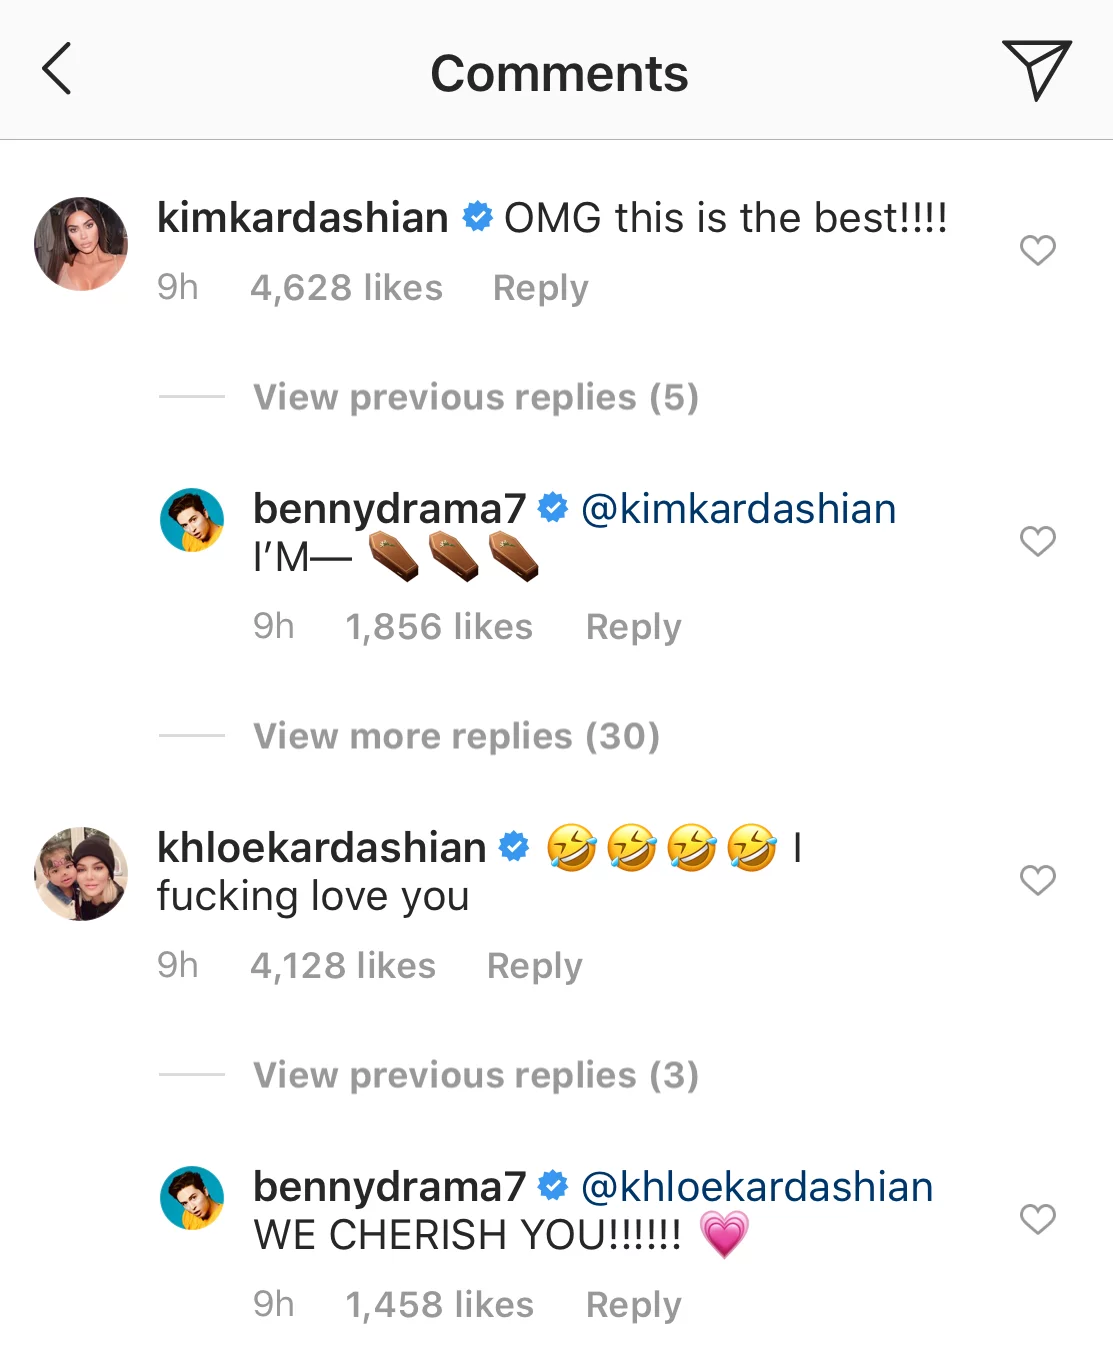 Comments
kimkardashian OMG this is the best!!!!
9h 4,628 likes Reply
View previous replies (5)
bennydrama7 @kimkardashian
I’M— ⚰️⚰️⚰️
9h 1,856 likes Reply
View more replies (30)
khloekardashian 🤣🤣🤣🤣 I
fucking love you
9h 4,128 likes Reply
View previous replies (3)
bennydrama7 @khloekardashian
WE CHERISH YOU!!!!!! 💗
9h 1,458 likes Reply